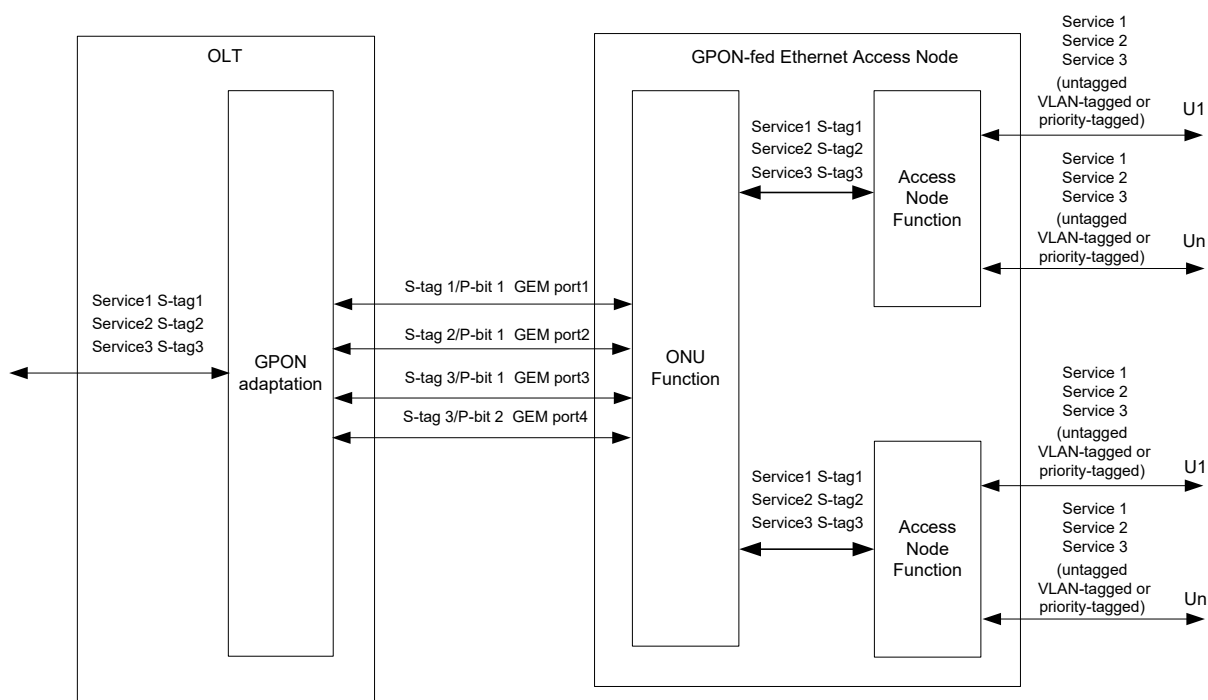 OLT
GPON-fed Ethernet Access Node
Service 1
Service 2
Service 3
(untagged
VLAN-tagged or
priority-tagged)
U1
Service1 S-tag1
Service2 S-tag2
Service3 S-tag3
Access
Node
Function
Service 1
Service 2
Service 3
(untagged
VLAN-tagged or
priority-tagged)
Un
Service1 S-tag1
Service2 S-tag2
Service3 S-tag3
GPON
adaptation
S-tag 1/P-bit 1 GEM port1
S-tag 2/P-bit 1 GEM port2
S-tag 3/P-bit 1 GEM port3
S-tag 3/P-bit 2 GEM port4
ONU
Function
Service 1
Service 2
Service 3
(untagged
VLAN-tagged or
priority-tagged)
U1
Service1 S-tag1
Service2 S-tag2
Service3 S-tag3
Access
Node
Function
Service 1
Service 2
Service 3
(untagged
VLAN-tagged or
priority-tagged)
Un